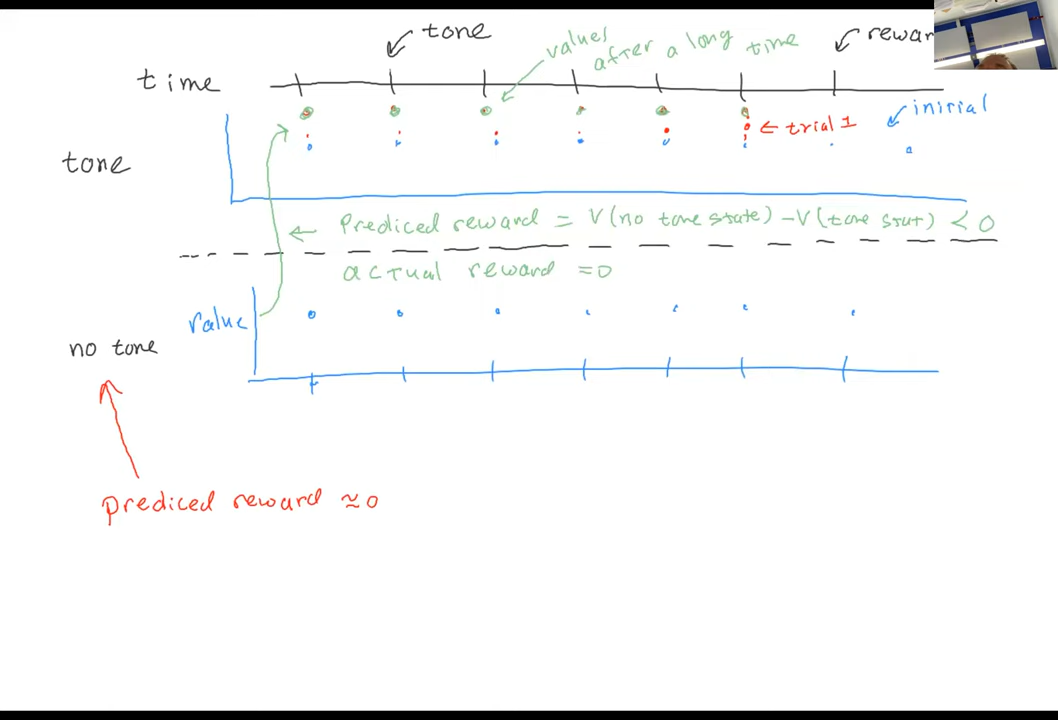 tone
values
after a long time
rewar
time
initial
← trial 1
tone
← Prediced reward = V(no tone state) - V(tone stat) < 0
actual reward = 0
value
no tone
prediced reward ≈ 0